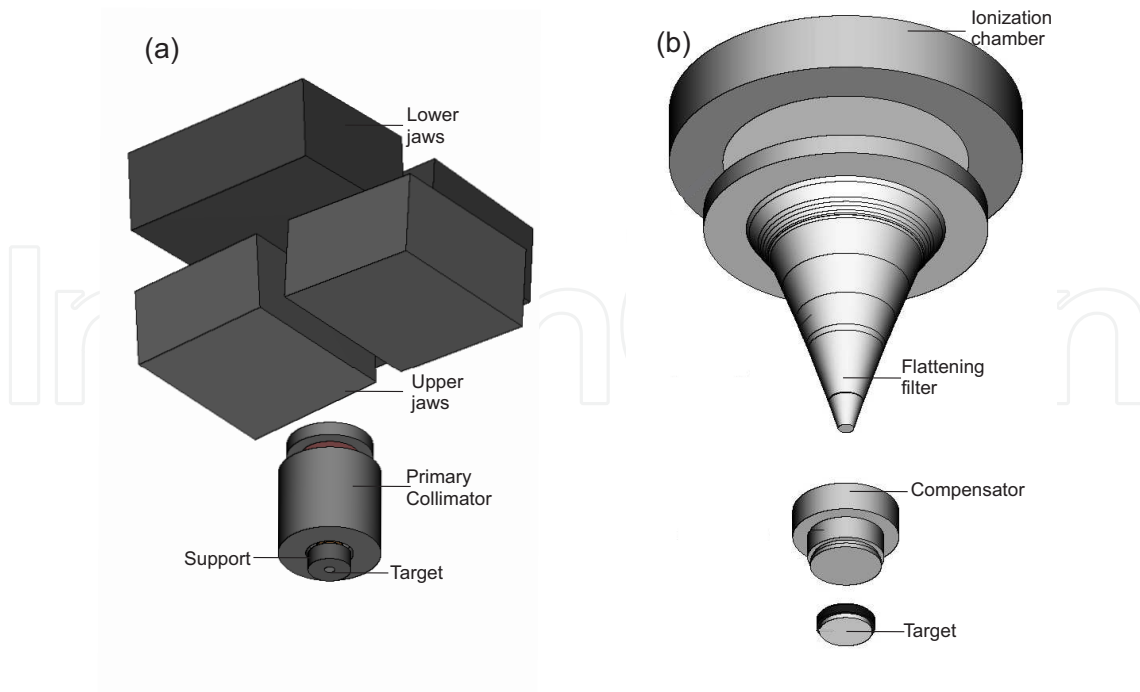 (a)
Lower
jaws
Upper
jaws
Primary
Collimator
Support
Target
(b)
Ionization
chamber
Flattening
filter
Compensator
Target